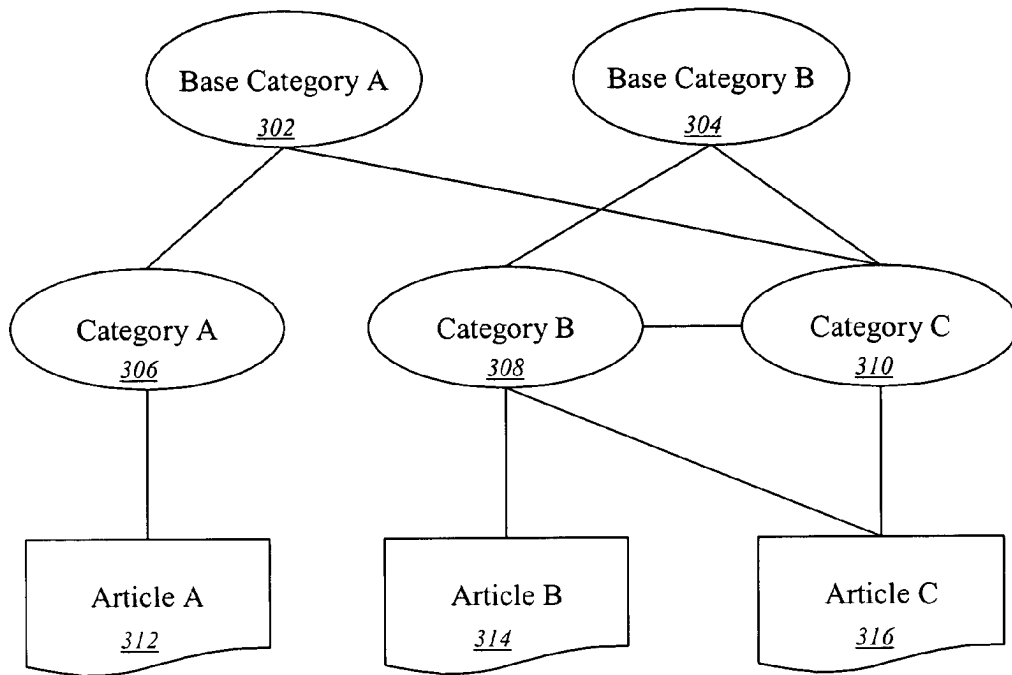 Base Category A
302
Base Category B
304
Category A
306
Category B
308
Category C
310
Article A
312
Article B
314
Article C
316